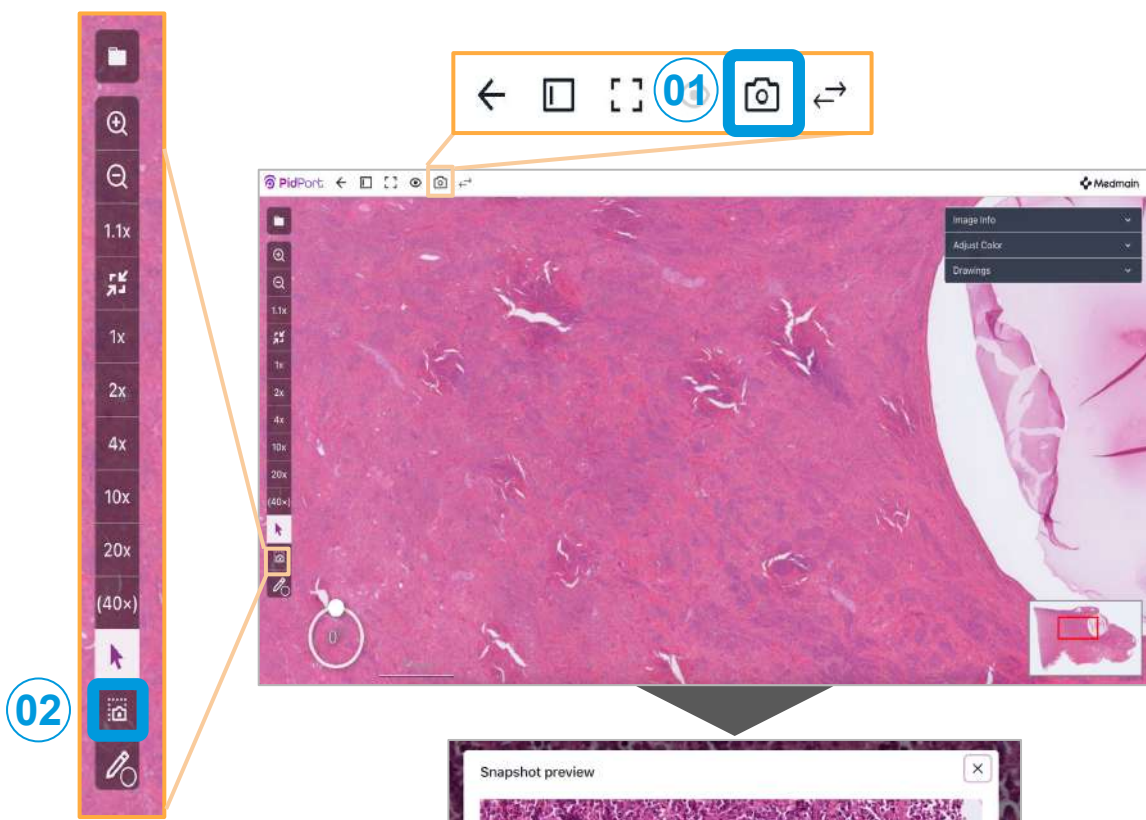 01
PidPort
Medmain
Image Info
Adjust Color
Drawings
1.1x
1x
2x
4x
10x
20x
(40×)
0°
1.1x
1x
2x
4x
10x
20x
(40×)
02
Snapshot preview